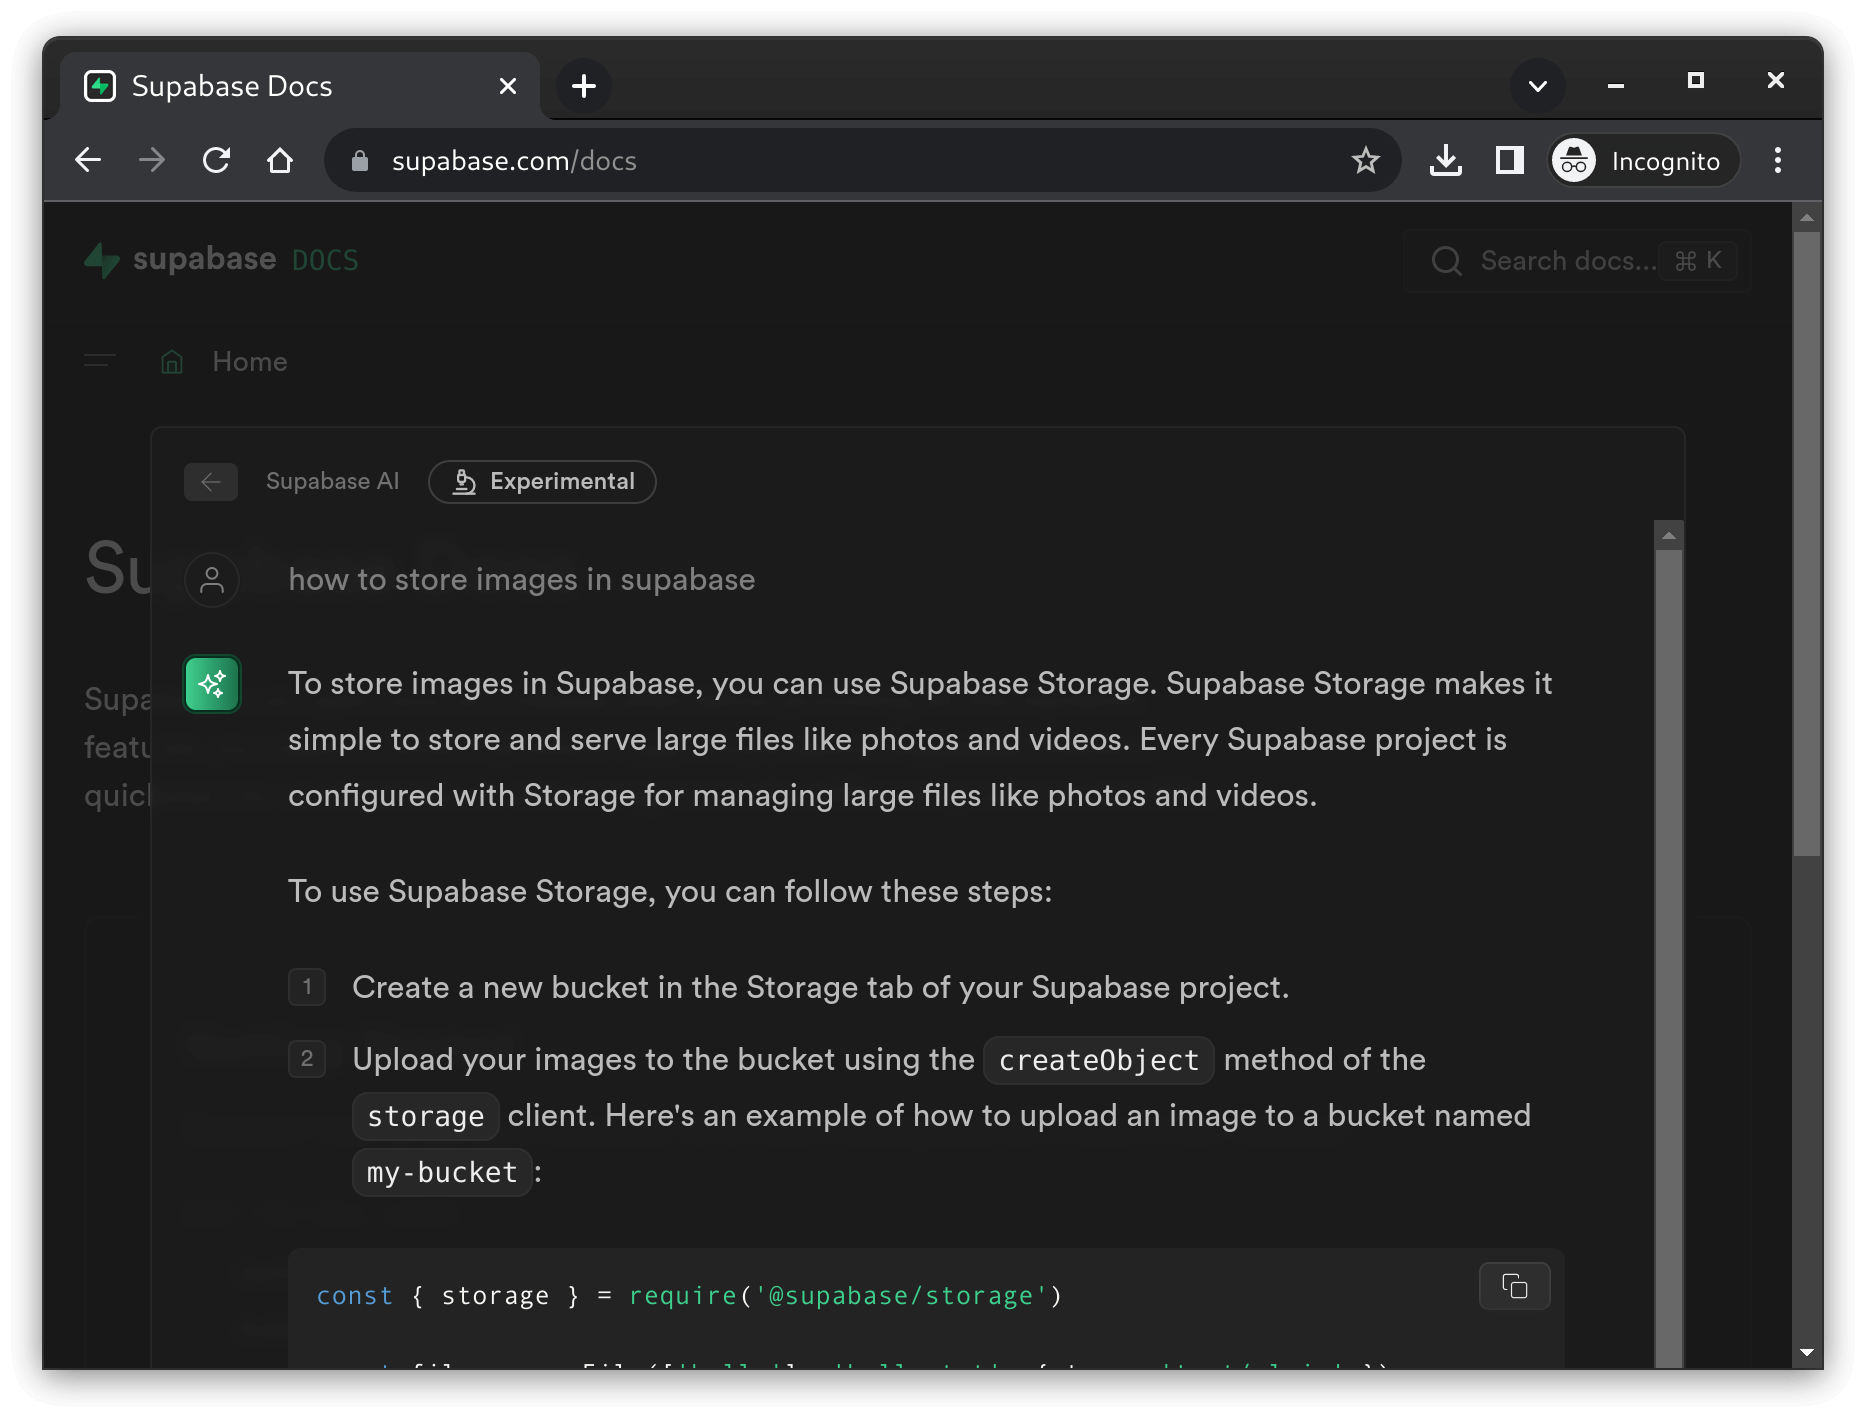 Supabase Docs
supabase.com/docs
Incognito
supabase DOCS
Search docs... ⌘ K
Home
Supabase AI
Experimental
how to store images in supabase
To store images in Supabase, you can use Supabase Storage. Supabase Storage makes it
simple to store and serve large files like photos and videos. Every Supabase project is
configured with Storage for managing large files like photos and videos.
To use Supabase Storage, you can follow these steps:
1 Create a new bucket in the Storage tab of your Supabase project.
2 Upload your images to the bucket using the createObject method of the
storage client. Here's an example of how to upload an image to a bucket named
my-bucket:
const { storage } = require('@supabase/storage')